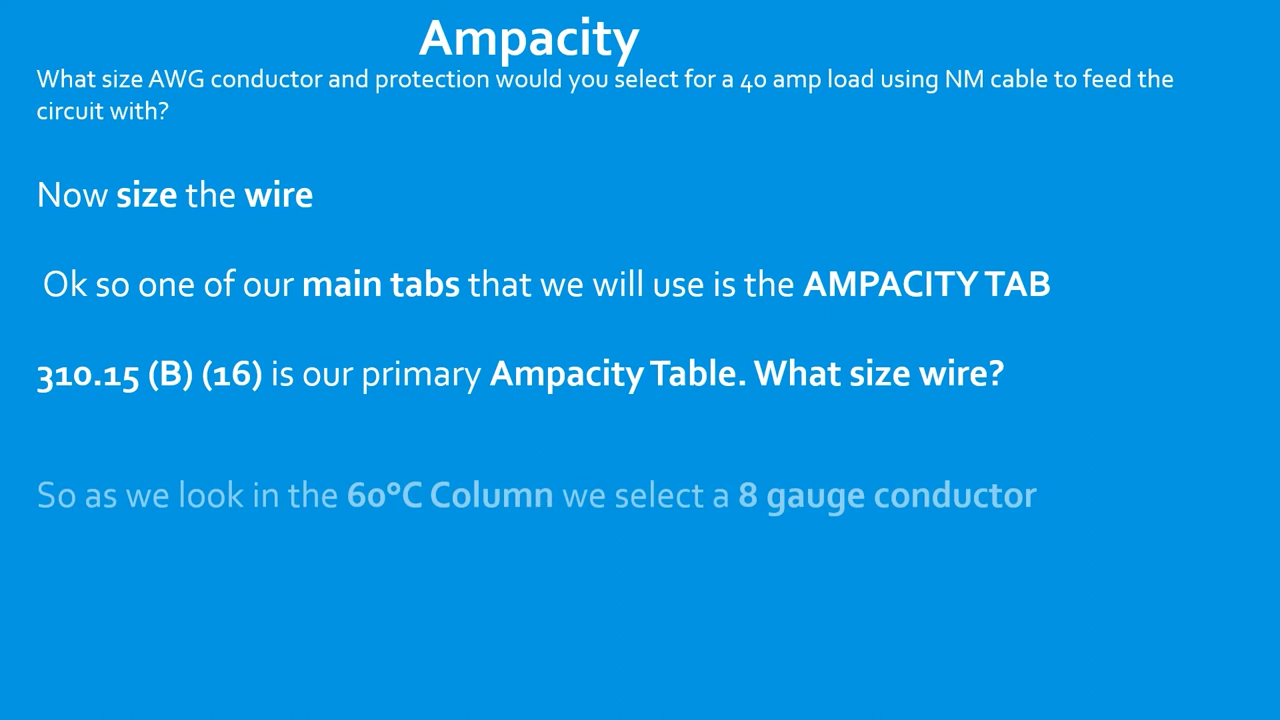 Ampacity
What size AWG conductor and protection would you select for a 40 amp load using NM cable to feed the
circuit with?
Now size the wire
Ok so one of our main tabs that we will use is the AMPACITY TAB
310.15 (B) (16) is our primary Ampacity Table. What size wire?
So as we look in the 60°C Column we select a 8 gauge conductor